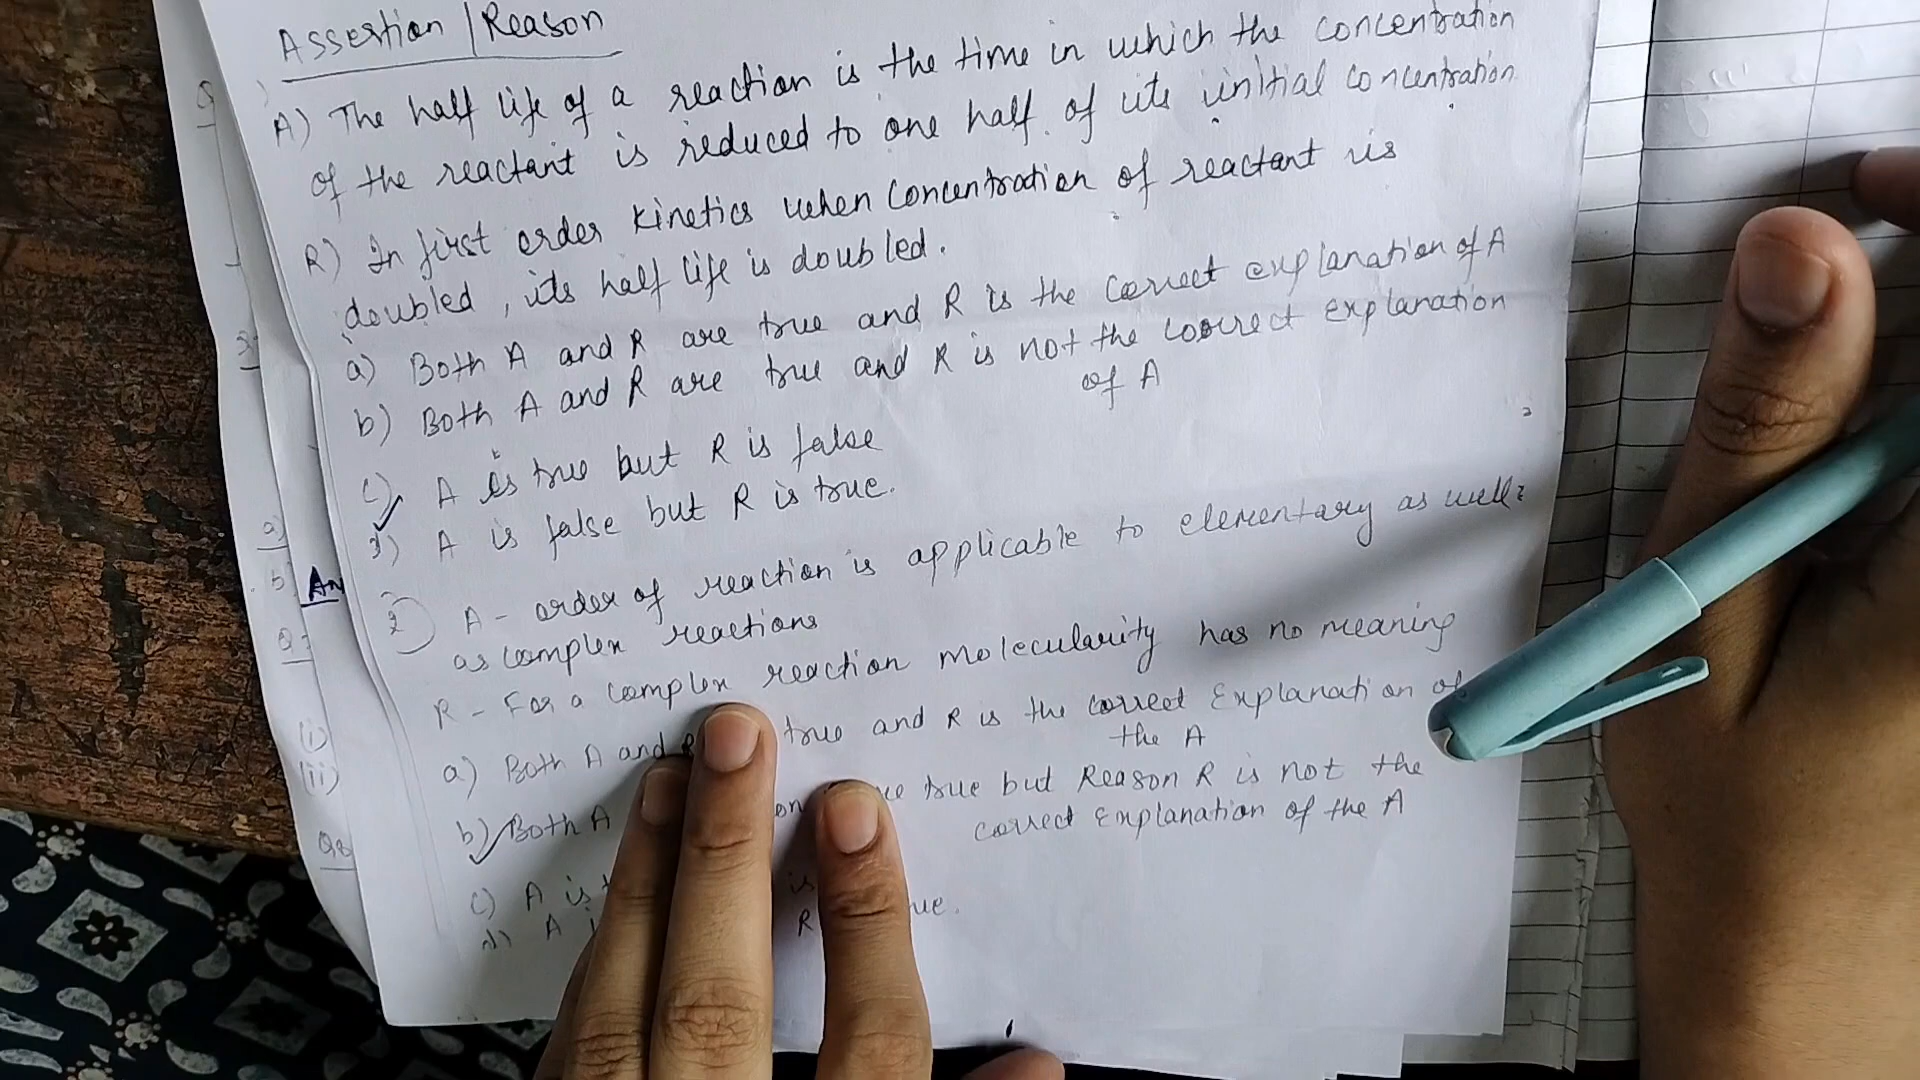 Assertion | Reason
A) The half life of a reaction is the time in which the concentration
of the reactant is reduced to one half of its initial concentration
R) In first order kinetics when concentration of reactant is
doubled, its half life is doubled.
a) Both A and R are true and R is the correct explanation of A
b) Both A and R are true and R is not the correct explanation
of A
c) A is true but R is false
A is false but R is true.
2) A - order of reaction is applicable to elementary as well
as complex reactions
R - For a complex reaction molecularity has no meaning
a) Both A and true and R is the correct Explanation of
the A
b) Both A true but Reason R is not the
correct Explanation of the A
c) A is is
A R
An
(i)
(ii)